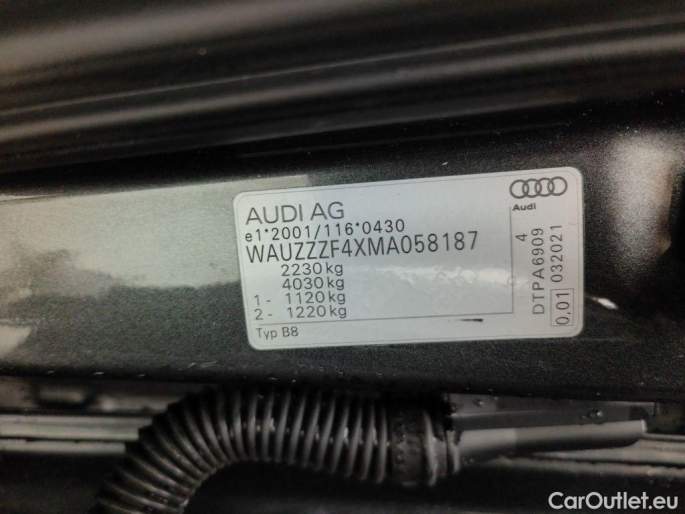 AUDI AG
e1*2001/116*0430
WAUZZZF4XMA058187
2230kg
4030kg
1 - 1120kg
2 - 1220kg
Typ B8
Audi
4
DTPA6909
0,01 032021
CarOutlet.eu